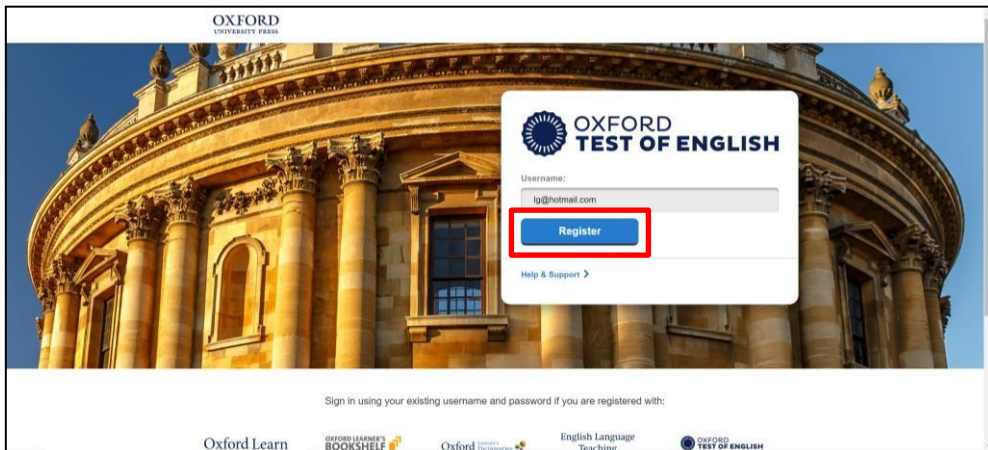 OXFORD
UNIVERSITY PRESS
OXFORD
TEST OF ENGLISH
Username:
lg@hotmail.com
Register
Help & Support
Sign in using your existing username and password if you are registered with:
Oxford Learn
OXFORD LEARNER'S
BOOKSHELF
Oxford
English Language
Teaching
OXFORD
TEST OF ENGLISH